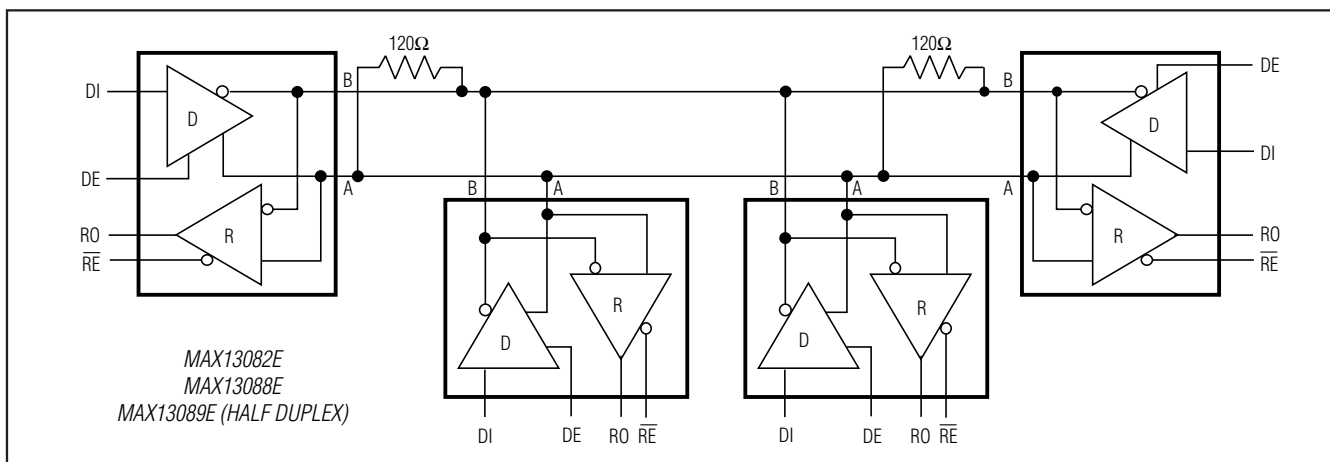 120Ω
120Ω
DI
D
B
B
DE
D
DI
DE
A
B
A
B
A
A
RO
R
R
RO
RE
RE
D
R
D
R
MAX13082E
MAX13088E
MAX13089E (HALF DUPLEX)
DI
DE
RO
RE
DI
DE
RO
RE